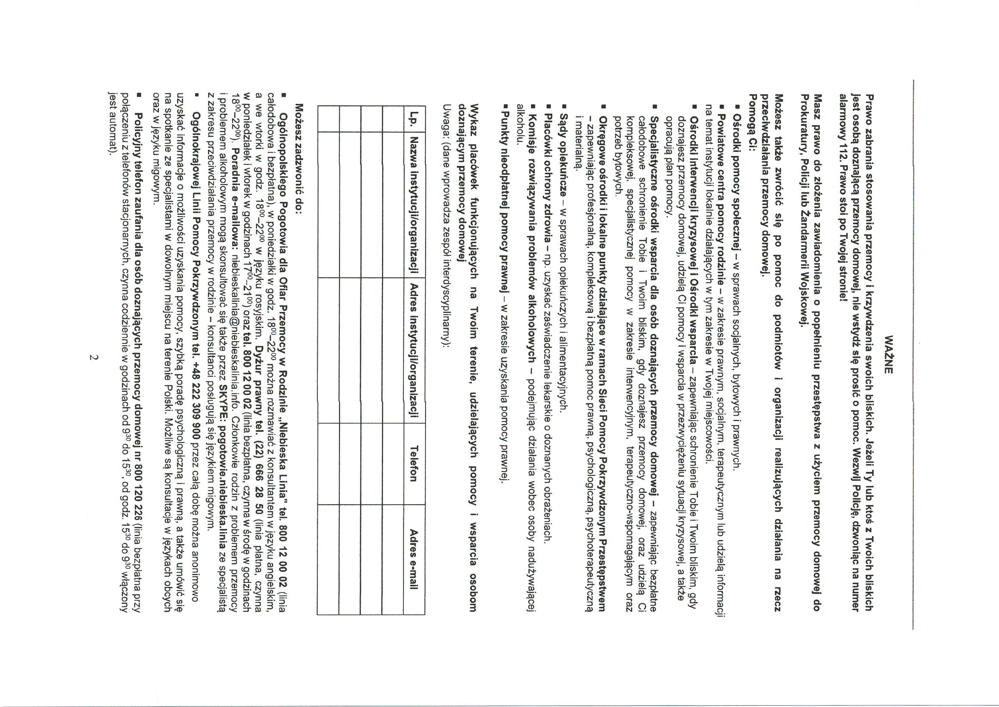 WAŻNE
Prawo zabrania stosowania przemocy i krzywdzenia swoich bliskich. Jeżeli Ty lub ktoś z Twoich bliskich
jest osobą doznającą przemocy domowej, nie wstydź się prosić o pomoc. Wezwij Policję, dzwoniąc na numer
alarmowy 112. Prawo stoi po Twojej stronie!
Masz prawo do złożenia zawiadomienia o popełnieniu przestępstwa z użyciem przemocy domowej do
Prokuratury, Policji lub Żandarmerii Wojskowej.
Możesz także zwrócić się po pomoc do podmiotów i organizacji realizujących działania na rzecz
przeciwdziałania przemocy domowej.
Pomogą Ci:
▪ Ośrodki pomocy społecznej – w sprawach socjalnych, bytowych i prawnych.
▪ Powiatowe centra pomocy rodzinie – w zakresie prawnym, socjalnym, terapeutycznym lub udzielą informacji
na temat instytucji lokalnie działających w tym zakresie w Twojej miejscowości.
▪ Ośrodki interwencji kryzysowej i Ośrodki wsparcia – zapewniając schronienie Tobie i Twoim bliskim, gdy
doznajesz przemocy domowej, udzielą Ci pomocy i wsparcia w przezwyciężeniu sytuacji kryzysowej, a także
opracują plan pomocy.
▪ Specjalistyczne ośrodki wsparcia dla osób doznających przemocy domowej – zapewniając bezpłatne
całodobowe schronienie Tobie i Twoim bliskim, gdy doznajesz przemocy domowej, oraz udzielą Ci
kompleksowej, specjalistycznej pomocy w zakresie interwencyjnym, terapeutyczno-wspomagającym oraz
potrzeb bytowych.
▪ Okręgowe ośrodki i lokalne punkty działające w ramach Sieci Pomocy Pokrzywdzonym Przestępstwem
– zapewniając profesjonalną, kompleksową i bezpłatną pomoc prawną, psychologiczną, psychoterapeutyczną
i materialną.
▪ Sądy opiekuńcze – w sprawach opiekuńczych i alimentacyjnych.
▪ Placówki ochrony zdrowia – np. uzyskać zaświadczenie lekarskie o doznanych obrażeniach.
▪ Komisje rozwiązywania problemów alkoholowych – podejmując działania wobec osoby nadużywającej
alkoholu.
▪ Punkty nieodpłatnej pomocy prawnej – w zakresie uzyskania pomocy prawnej.
Wykaz placówek funkcjonujących na Twoim terenie, udzielających pomocy i wsparcia osobom
doznającym przemocy domowej
Uwaga: (dane wprowadza zespół interdyscyplinarny):
Lp. Nazwa instytucji/organizacji Adres instytucji/organizacji Telefon Adres e-mail
Możesz zadzwonić do:
▪ Ogólnopolskiego Pogotowia dla Ofiar Przemocy w Rodzinie „Niebieska Linia" tel. 800 12 00 02 (linia
całodobowa i bezpłatna), w poniedziałki w godz. 18⁰⁰–22⁰⁰ można rozmawiać z konsultantem w języku angielskim,
a we wtorki w godz. 18⁰⁰–22⁰⁰ w języku rosyjskim. Dyżur prawny tel. (22) 666 28 50 (linia płatna, czynna
w poniedziałek i wtorek w godzinach 17⁰⁰–21⁰⁰) oraz tel. 800 12 00 02 (linia bezpłatna, czynna w środę w godzinach
18⁰⁰–22⁰⁰). Poradnia e-mailowa: niebieskalinia@niebieskalinia.info. Członkowie rodzin z problemem przemocy
i problemem alkoholowym mogą skonsultować się także przez SKYPE: pogotowie.niebieska.linia ze specjalistą
z zakresu przeciwdziałania przemocy w rodzinie – konsultanci posługują się językiem migowym.
▪ Ogólnokrajowej Linii Pomocy Pokrzywdzonym tel. +48 222 309 900 przez całą dobę można anonimowo
uzyskać informacje o możliwości uzyskania pomocy, szybką poradę psychologiczną i prawną, a także umówić się
na spotkanie ze specjalistami w dowolnym miejscu na terenie Polski. Możliwe są konsultacje w językach obcych
oraz w języku migowym.
▪ Policyjny telefon zaufania dla osób doznających przemocy domowej nr 800 120 226 (linia bezpłatna przy
połączeniu z telefonów stacjonarnych, czynna codziennie w godzinach od 9³⁰ do 15³⁰, od godz. 15³⁰ do 9³⁰ włączony
jest automat).
2